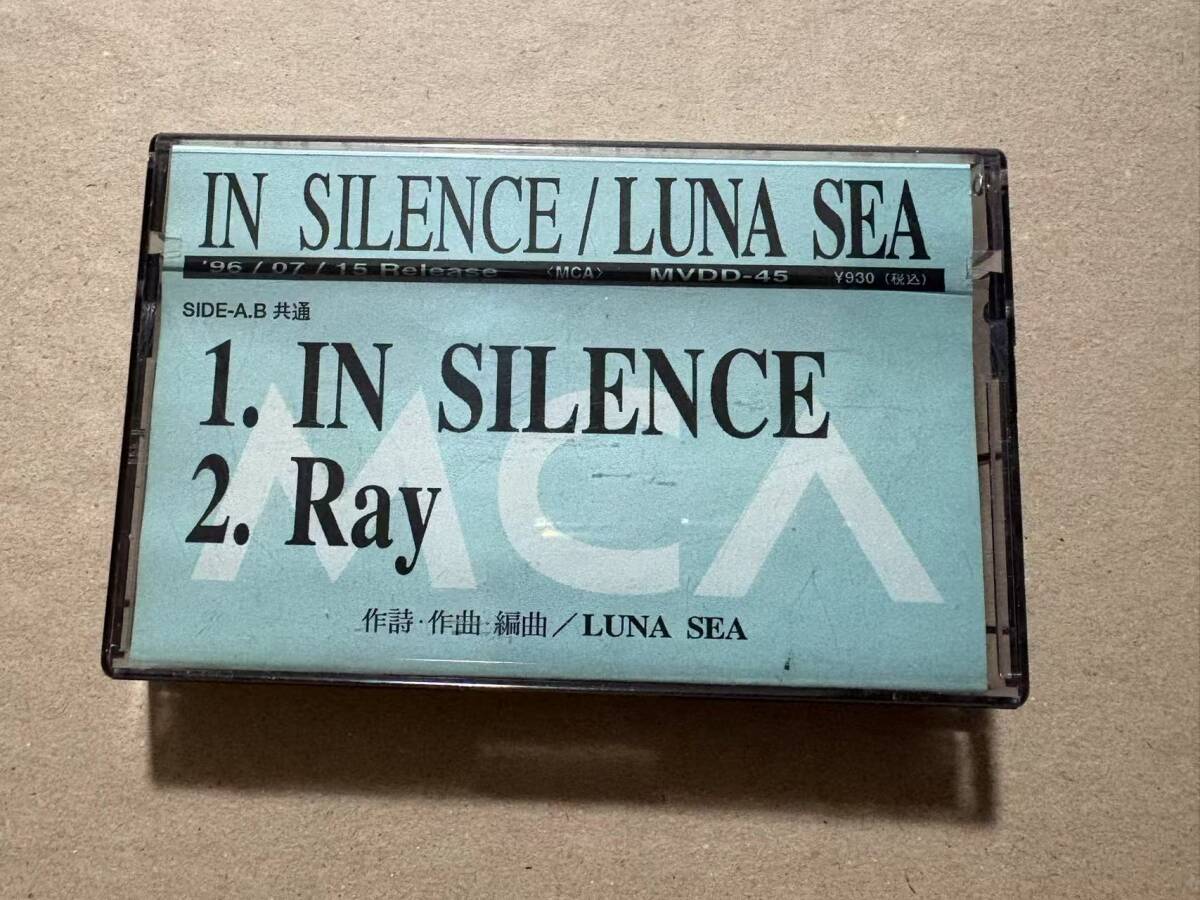 IN SILENCE / LUNA SEA
'96 / 07 / 15 Release 〈MCA〉 MVDD-45 ¥930 (税込)
SIDE-A.B 共通
1. IN SILENCE
2. Ray
MCA
作詩・作曲・編曲／LUNA SEA